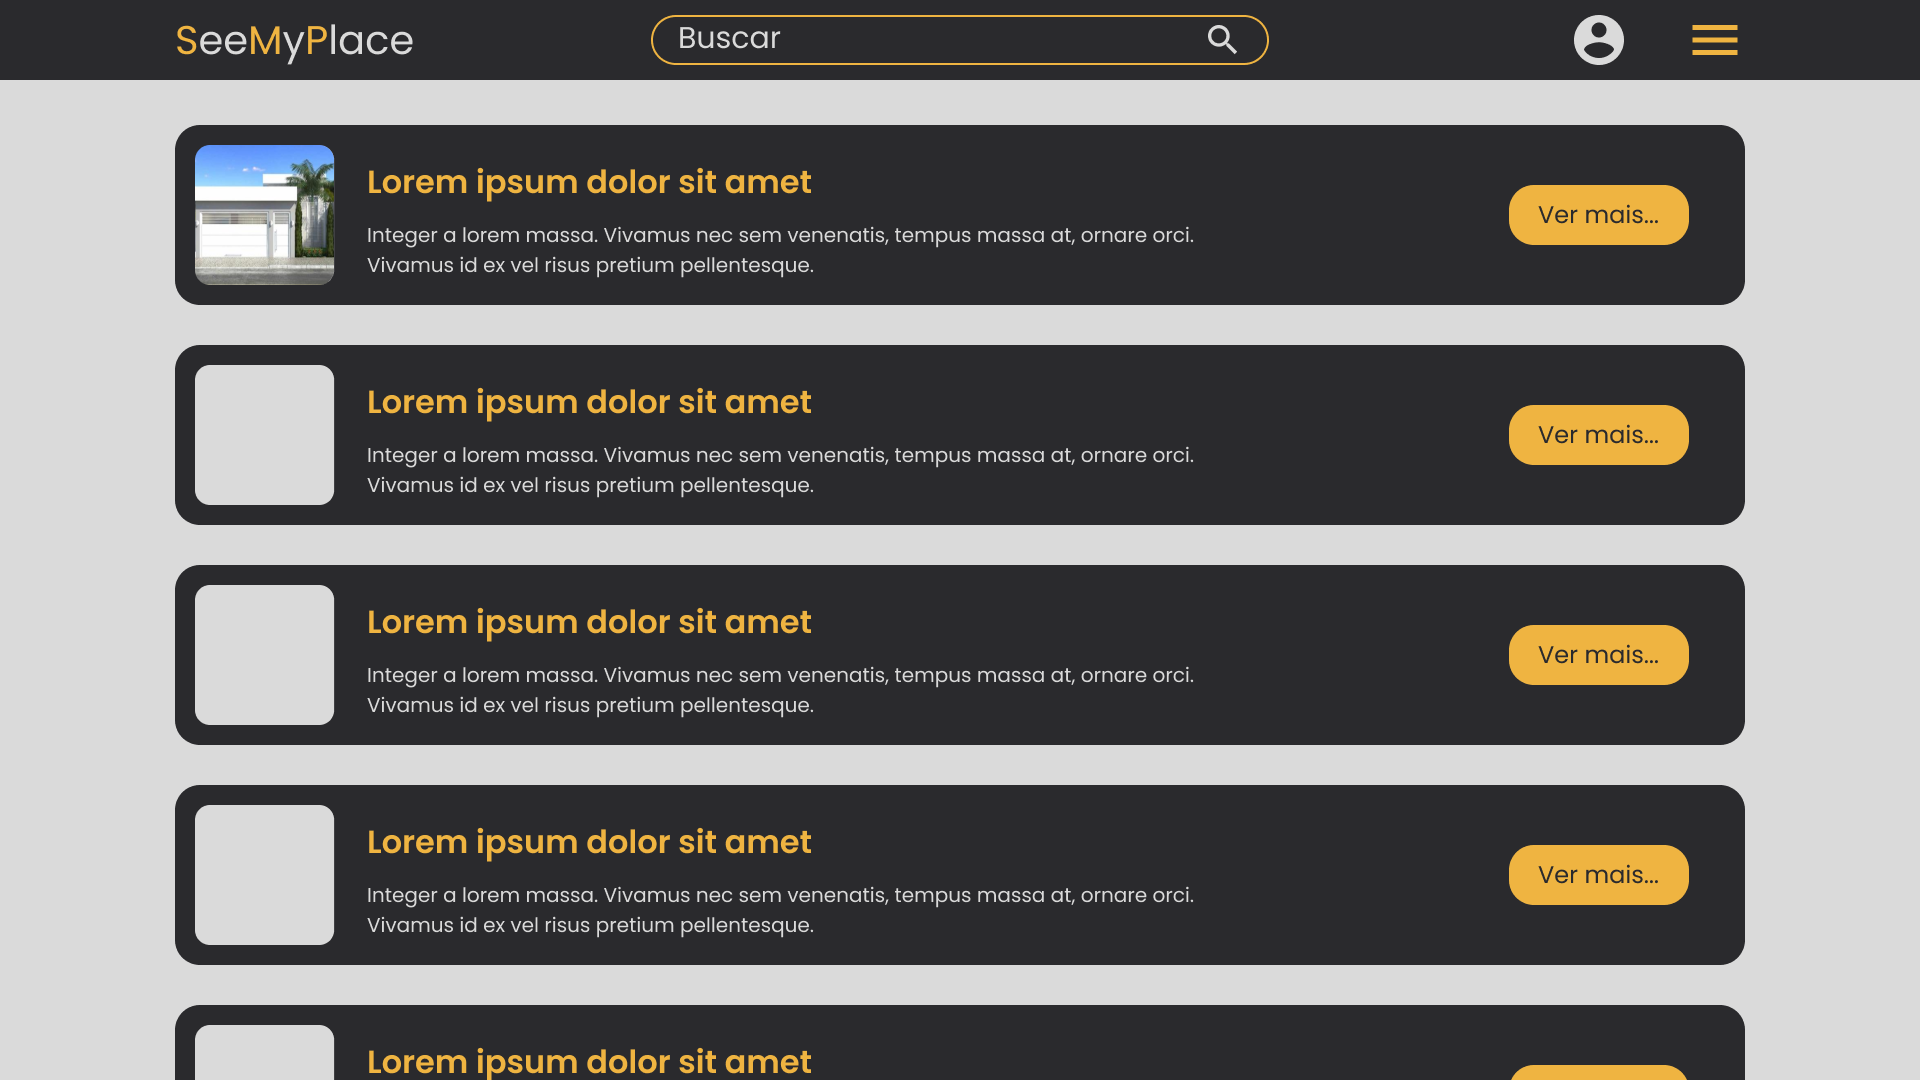 SeeMyPlace
Buscar
Lorem ipsum dolor sit amet
Integer a lorem massa. Vivamus nec sem venenatis, tempus massa at, ornare orci.
Vivamus id ex vel risus pretium pellentesque.
Ver mais...
Lorem ipsum dolor sit amet
Integer a lorem massa. Vivamus nec sem venenatis, tempus massa at, ornare orci.
Vivamus id ex vel risus pretium pellentesque.
Ver mais...
Lorem ipsum dolor sit amet
Integer a lorem massa. Vivamus nec sem venenatis, tempus massa at, ornare orci.
Vivamus id ex vel risus pretium pellentesque.
Ver mais...
Lorem ipsum dolor sit amet
Integer a lorem massa. Vivamus nec sem venenatis, tempus massa at, ornare orci.
Vivamus id ex vel risus pretium pellentesque.
Ver mais...
Lorem ipsum dolor sit amet